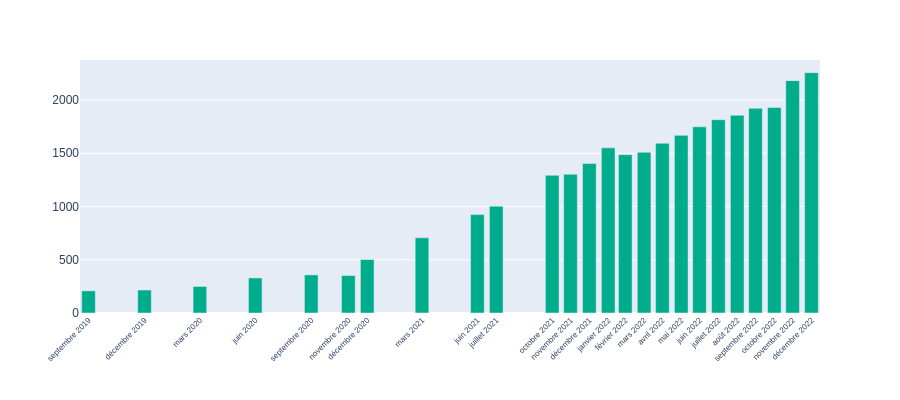 2000
1500
1000
500
0
septembre 2019
décembre 2019
mars 2020
juin 2020
septembre 2020
novembre 2020
décembre 2020
mars 2021
juin 2021
juillet 2021
octobre 2021
novembre 2021
décembre 2021
janvier 2022
février 2022
mars 2022
avril 2022
mai 2022
juin 2022
juillet 2022
août 2022
septembre 2022
octobre 2022
novembre 2022
décembre 2022